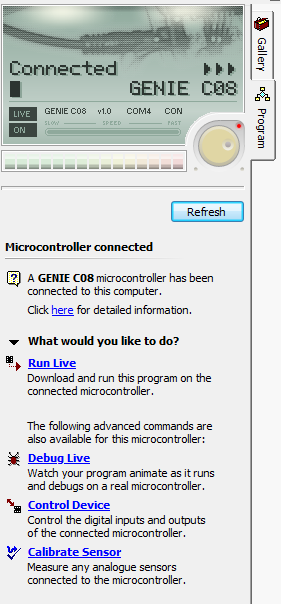 Connected
GENIE C08
LIVE GENIE C08 v1.0 COM4 CON
ON SLOW SPEED FAST
Gallery
Program
Refresh
Microcontroller connected
A GENIE C08 microcontroller has been
connected to this computer.
Click here for detailed information.
What would you like to do?
Run Live
Download and run this program on the
connected microcontroller.
The following advanced commands are
also available for this microcontroller:
Debug Live
Watch your program animate as it runs
and debugs on a real microcontroller.
Control Device
Control the digital inputs and outputs
of the connected microcontroller.
Calibrate Sensor
Measure any analogue sensors
connected to the microcontroller.